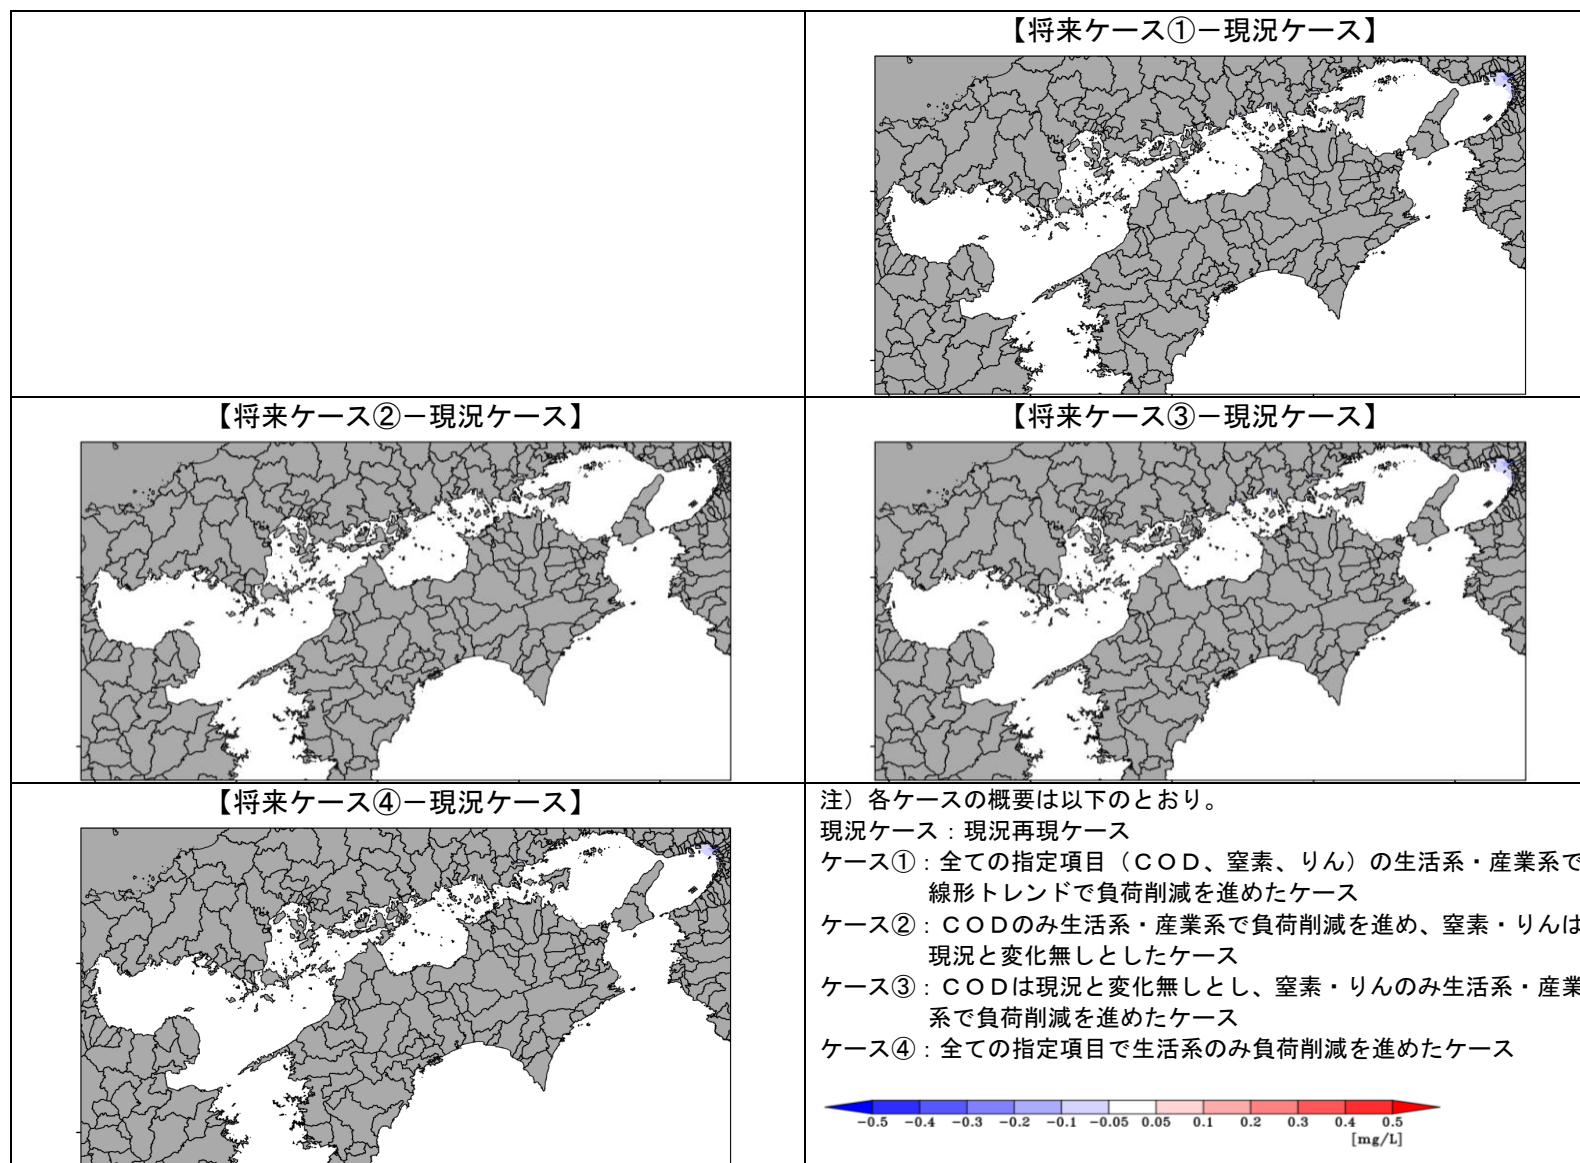 【将来ケース①－現況ケース】
【将来ケース②－現況ケース】
【将来ケース③－現況ケース】
【将来ケース④－現況ケース】
注）各ケースの概要は以下のとおり。
現況ケース：現況再現ケース
ケース①：全ての指定項目（ＣＯＤ、窒素、りん）の生活系・産業系で
線形トレンドで負荷削減を進めたケース
ケース②：ＣＯＤのみ生活系・産業系で負荷削減を進め、窒素・りんは
現況と変化無しとしたケース
ケース③：ＣＯＤは現況と変化無しとし、窒素・りんのみ生活系・産業
系で負荷削減を進めたケース
ケース④：全ての指定項目で生活系のみ負荷削減を進めたケース
-0.5 -0.4 -0.3 -0.2 -0.1 -0.05 0.05 0.1 0.2 0.3 0.4 0.5
[mg/L]